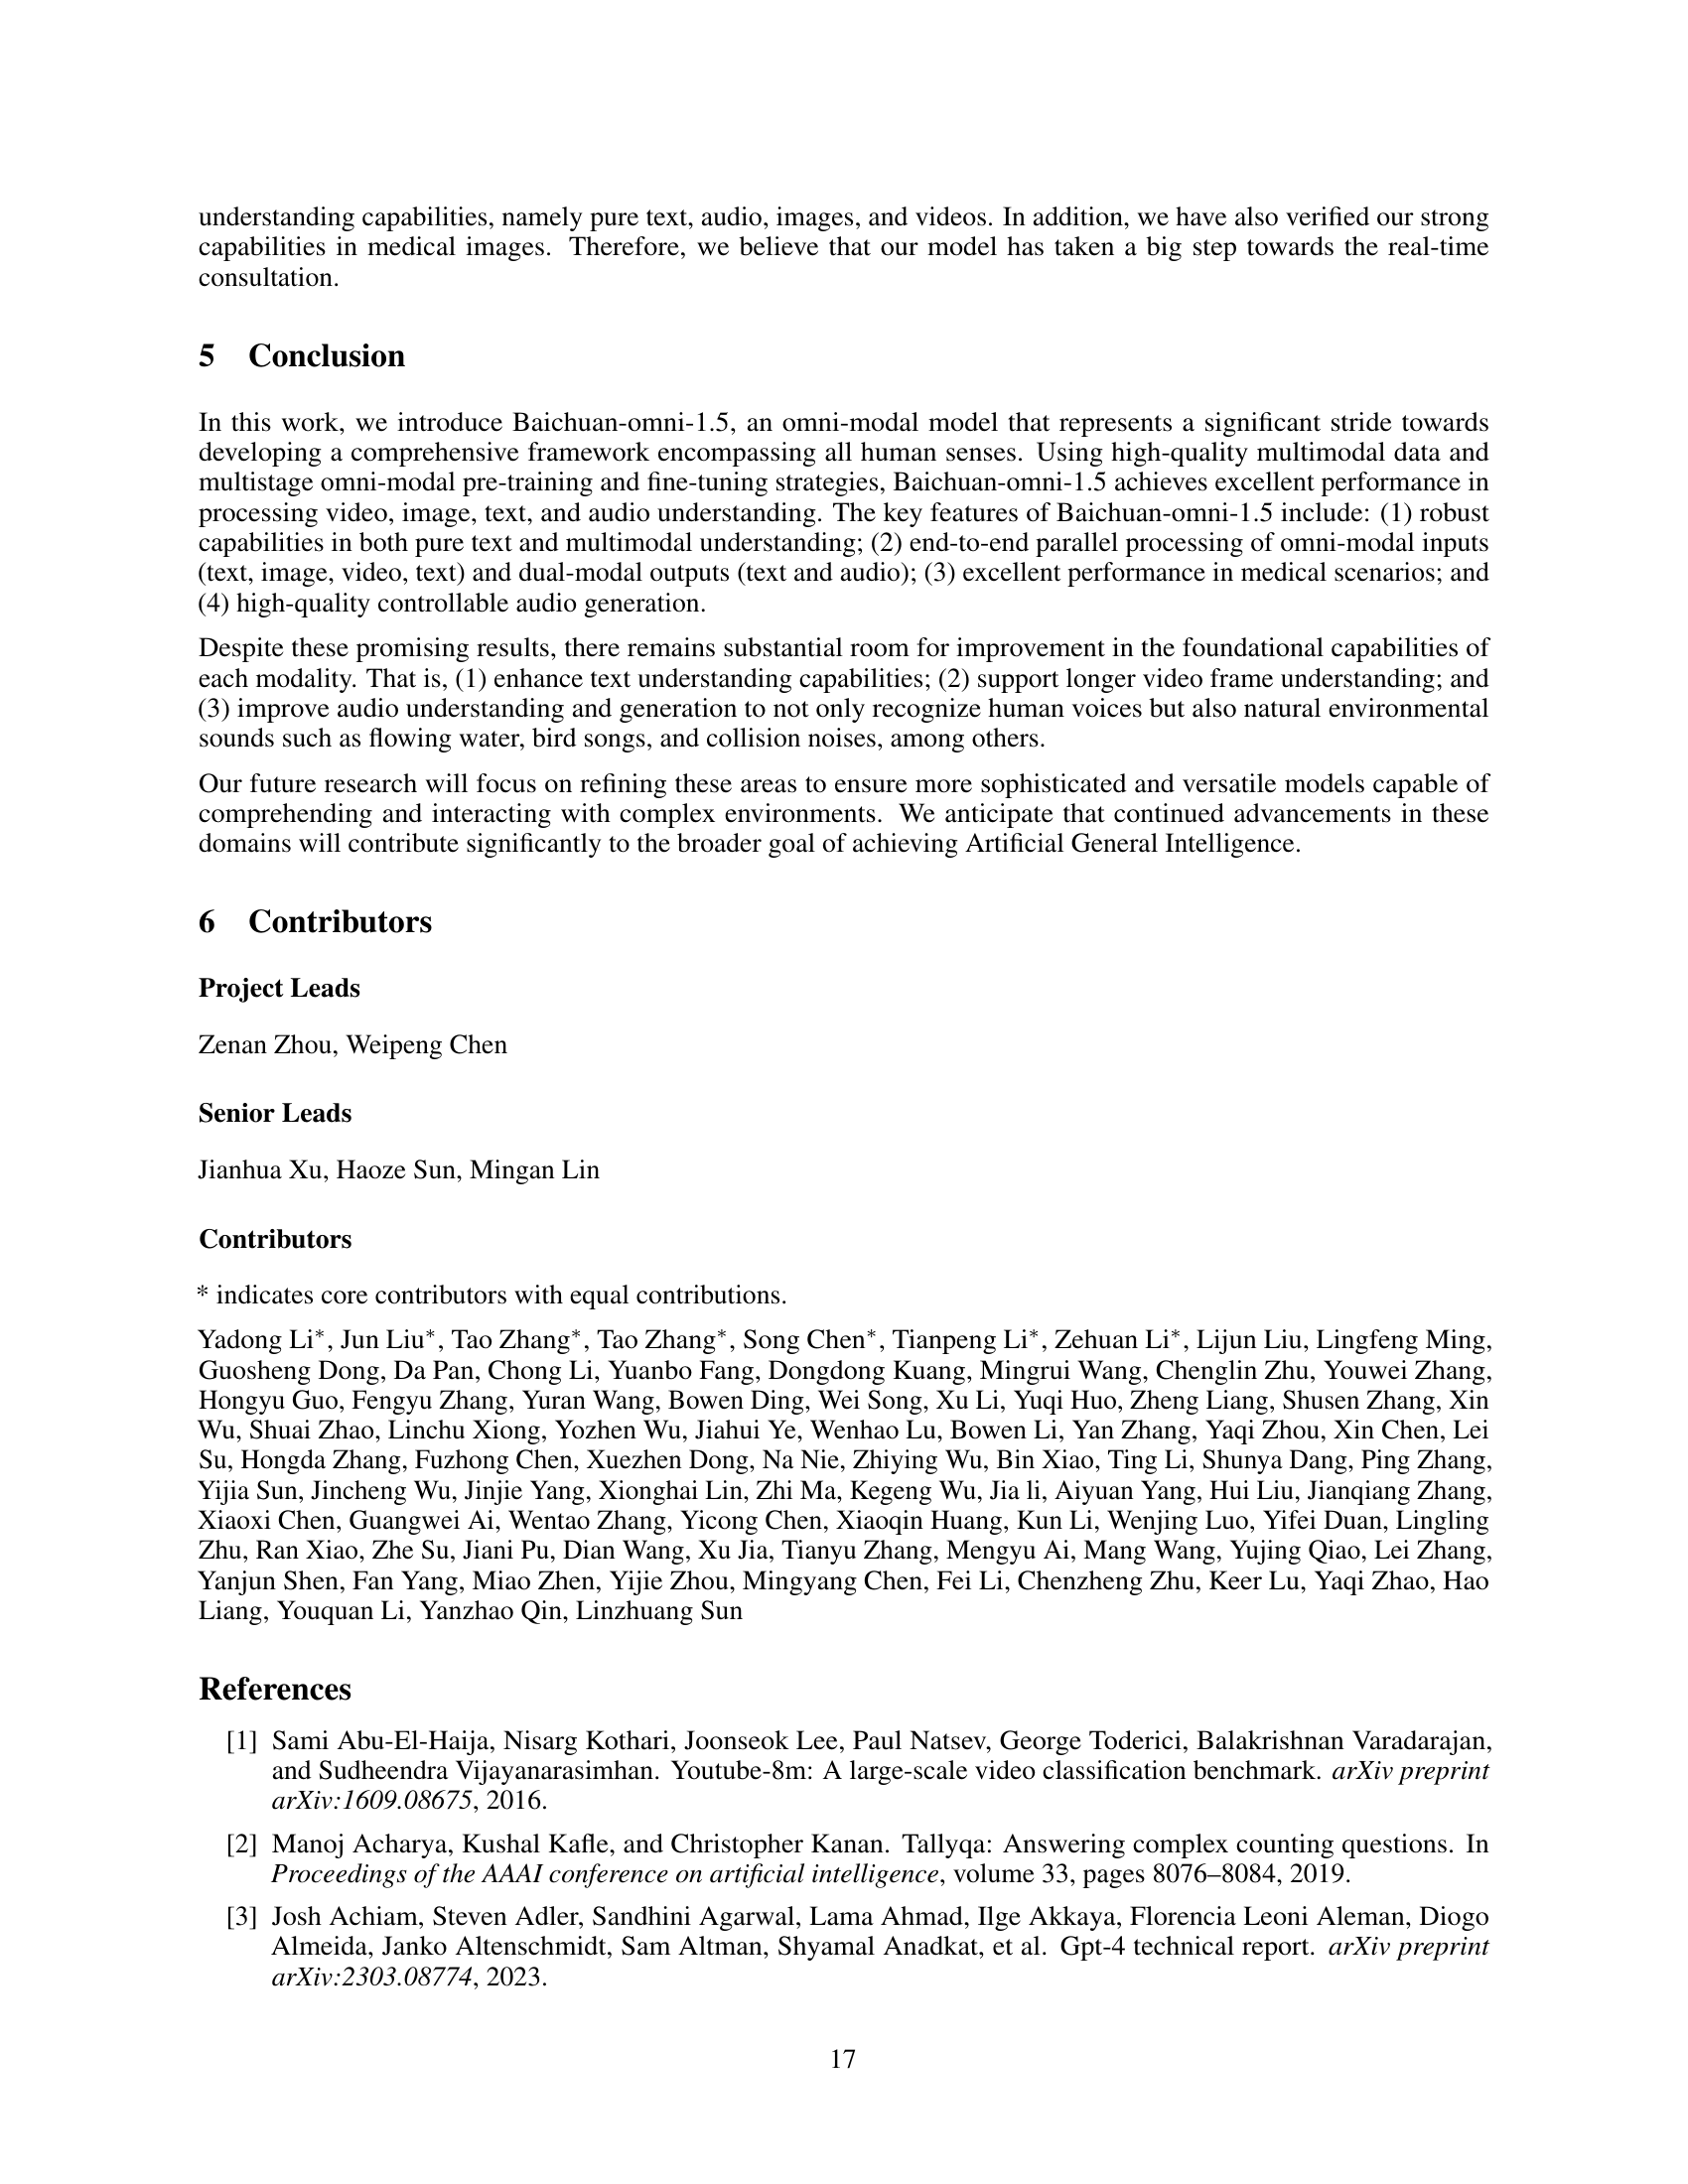 understanding capabilities, namely pure text, audio, images, and videos. In addition, we have also verified our strong
capabilities in medical images. Therefore, we believe that our model has taken a big step towards the real-time
consultation.
5 Conclusion
In this work, we introduce Baichuan-omni-1.5, an omni-modal model that represents a significant stride towards
developing a comprehensive framework encompassing all human senses. Using high-quality multimodal data and
multistage omni-modal pre-training and fine-tuning strategies, Baichuan-omni-1.5 achieves excellent performance in
processing video, image, text, and audio understanding. The key features of Baichuan-omni-1.5 include: (1) robust
capabilities in both pure text and multimodal understanding; (2) end-to-end parallel processing of omni-modal inputs
(text, image, video, text) and dual-modal outputs (text and audio); (3) excellent performance in medical scenarios; and
(4) high-quality controllable audio generation.
Despite these promising results, there remains substantial room for improvement in the foundational capabilities of
each modality. That is, (1) enhance text understanding capabilities; (2) support longer video frame understanding; and
(3) improve audio understanding and generation to not only recognize human voices but also natural environmental
sounds such as flowing water, bird songs, and collision noises, among others.
Our future research will focus on refining these areas to ensure more sophisticated and versatile models capable of
comprehending and interacting with complex environments. We anticipate that continued advancements in these
domains will contribute significantly to the broader goal of achieving Artificial General Intelligence.
6 Contributors
Project Leads
Zenan Zhou, Weipeng Chen
Senior Leads
Jianhua Xu, Haoze Sun, Mingan Lin
Contributors
* indicates core contributors with equal contributions.
Yadong Li*, Jun Liu*, Tao Zhang*, Tao Zhang*, Song Chen*, Tianpeng Li*, Zehuan Li*, Lijun Liu, Lingfeng Ming,
Guosheng Dong, Da Pan, Chong Li, Yuanbo Fang, Dongdong Kuang, Mingrui Wang, Chenglin Zhu, Youwei Zhang,
Hongyu Guo, Fengyu Zhang, Yuran Wang, Bowen Ding, Wei Song, Xu Li, Yuqi Huo, Zheng Liang, Shusen Zhang, Xin
Wu, Shuai Zhao, Linchu Xiong, Yozhen Wu, Jiahui Ye, Wenhao Lu, Bowen Li, Yan Zhang, Yaqi Zhou, Xin Chen, Lei
Su, Hongda Zhang, Fuzhong Chen, Xuezhen Dong, Na Nie, Zhiying Wu, Bin Xiao, Ting Li, Shunya Dang, Ping Zhang,
Yijia Sun, Jincheng Wu, Jinjie Yang, Xionghai Lin, Zhi Ma, Kegeng Wu, Jia li, Aiyuan Yang, Hui Liu, Jianqiang Zhang,
Xiaoxi Chen, Guangwei Ai, Wentao Zhang, Yicong Chen, Xiaoqin Huang, Kun Li, Wenjing Luo, Yifei Duan, Lingling
Zhu, Ran Xiao, Zhe Su, Jiani Pu, Dian Wang, Xu Jia, Tianyu Zhang, Mengyu Ai, Mang Wang, Yujing Qiao, Lei Zhang,
Yanjun Shen, Fan Yang, Miao Zhen, Yijie Zhou, Mingyang Chen, Fei Li, Chenzheng Zhu, Keer Lu, Yaqi Zhao, Hao
Liang, Youquan Li, Yanzhao Qin, Linzhuang Sun
References
[1] Sami Abu-El-Haija, Nisarg Kothari, Joonseok Lee, Paul Natsev, George Toderici, Balakrishnan Varadarajan,
and Sudheendra Vijayanarasimhan. Youtube-8m: A large-scale video classification benchmark. arXiv preprint
arXiv:1609.08675, 2016.
[2] Manoj Acharya, Kushal Kafle, and Christopher Kanan. Tallyqa: Answering complex counting questions. In
Proceedings of the AAAI conference on artificial intelligence, volume 33, pages 8076–8084, 2019.
[3] Josh Achiam, Steven Adler, Sandhini Agarwal, Lama Ahmad, Ilge Akkaya, Florencia Leoni Aleman, Diogo
Almeida, Janko Altenschmidt, Sam Altman, Shyamal Anadkat, et al. Gpt-4 technical report. arXiv preprint
arXiv:2303.08774, 2023.
17